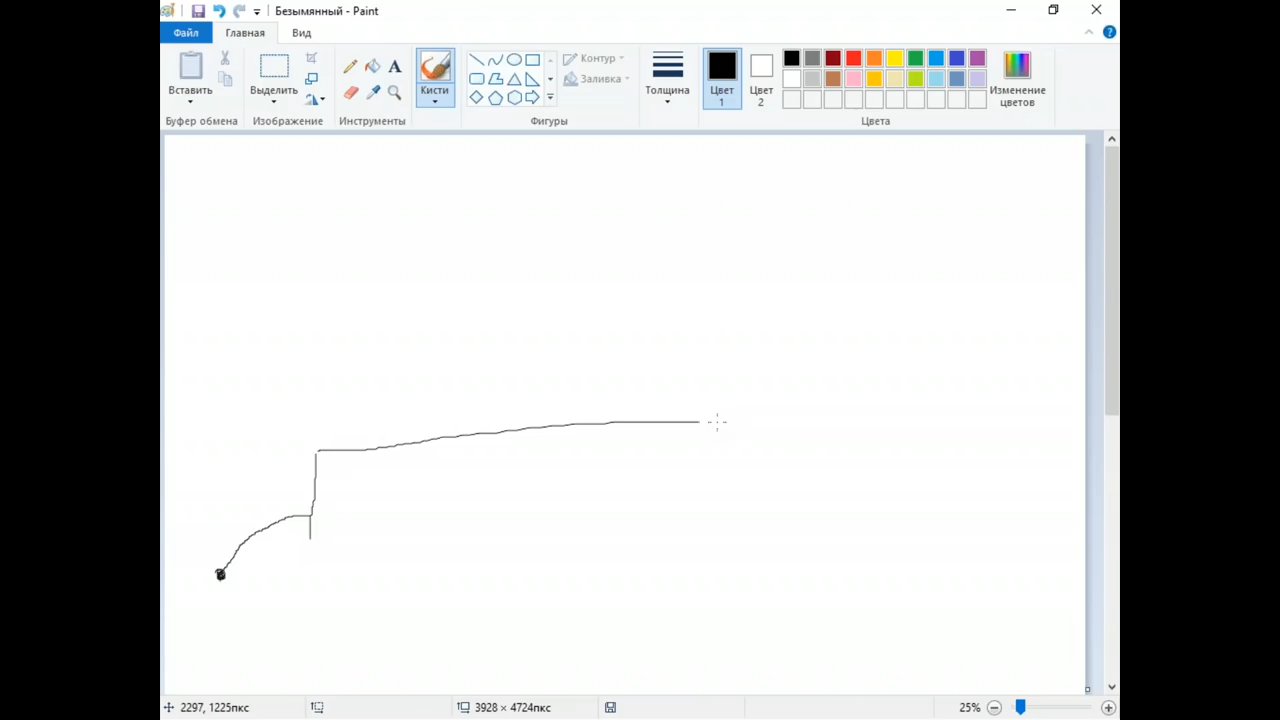 Безымянный - Paint
Файл
Главная
Вид
Вставить
Выделить
A
Кисти
Контур
Заливка
Толщина
Цвет
1
Цвет
2
Изменение
цветов
Буфер обмена
Изображение
Инструменты
Фигуры
Цвета
2297, 1225пкс
3928 × 4724пкс
25%